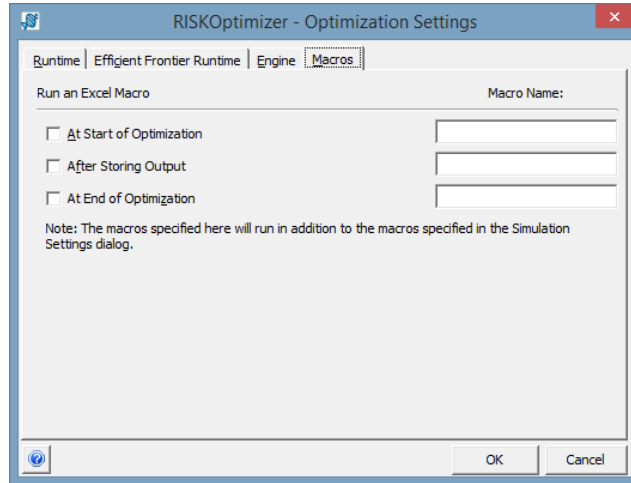 RISKOptimizer - Optimization Settings
Runtime Efficient Frontier Runtime Engine Macros
Run an Excel Macro Macro Name:
At Start of Optimization
After Storing Output
At End of Optimization
Note: The macros specified here will run in addition to the macros specified in the Simulation
Settings dialog.
OK Cancel